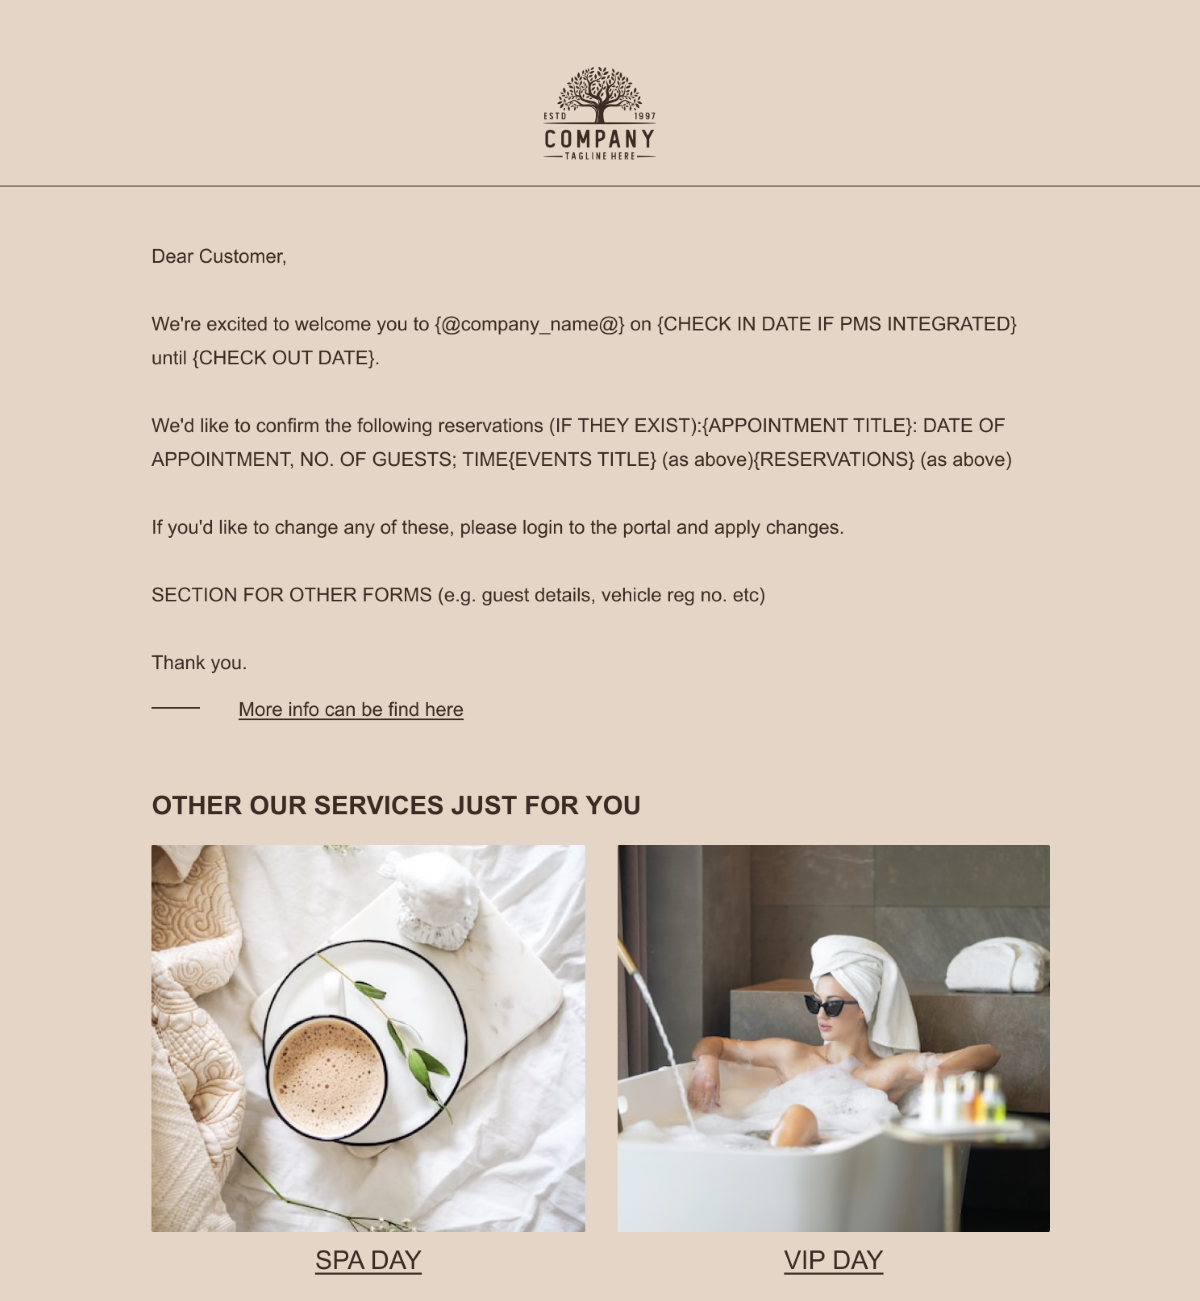 ESTD 1997
COMPANY
TAGLINE HERE
Dear Customer,
We're excited to welcome you to {@company_name@} on {CHECK IN DATE IF PMS INTEGRATED}
until {CHECK OUT DATE}.
We'd like to confirm the following reservations (IF THEY EXIST):{APPOINTMENT TITLE}: DATE OF
APPOINTMENT, NO. OF GUESTS; TIME{EVENTS TITLE} (as above){RESERVATIONS} (as above)
If you'd like to change any of these, please login to the portal and apply changes.
SECTION FOR OTHER FORMS (e.g. guest details, vehicle reg no. etc)
Thank you.
More info can be find here
OTHER OUR SERVICES JUST FOR YOU
SPA DAY
VIP DAY